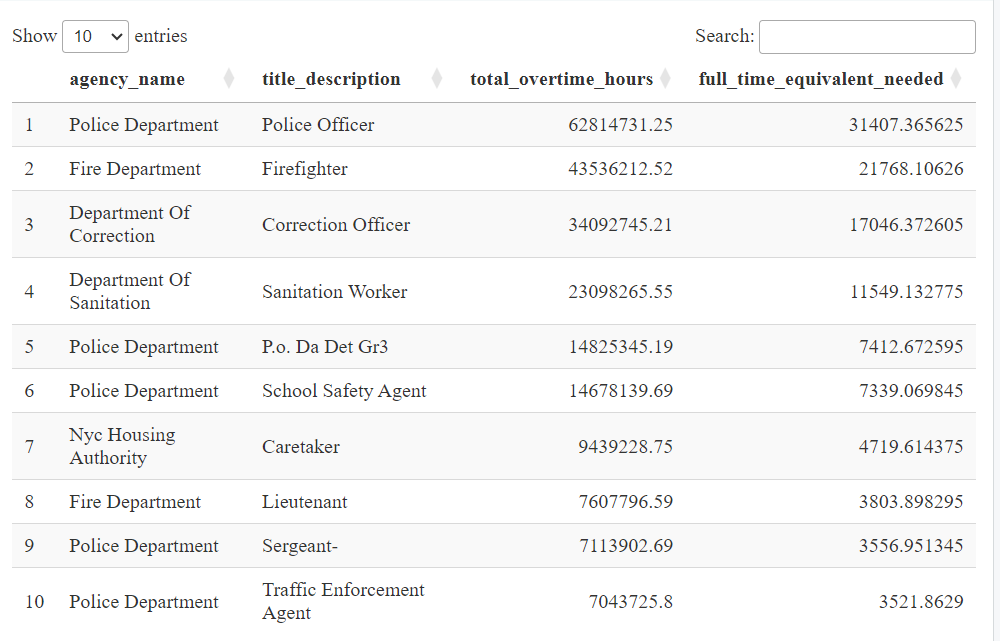 Show 10 entries Search:
agency_name title_description total_overtime_hours full_time_equivalent_needed
1 Police Department Police Officer 62814731.25 31407.365625
2 Fire Department Firefighter 43536212.52 21768.10626
3 Department Of Correction Correction Officer 34092745.21 17046.372605
4 Department Of Sanitation Sanitation Worker 23098265.55 11549.132775
5 Police Department P.o. Da Det Gr3 14825345.19 7412.672595
6 Police Department School Safety Agent 14678139.69 7339.069845
7 Nyc Housing Authority Caretaker 9439228.75 4719.614375
8 Fire Department Lieutenant 7607796.59 3803.898295
9 Police Department Sergeant- 7113902.69 3556.951345
10 Police Department Traffic Enforcement Agent 7043725.8 3521.8629